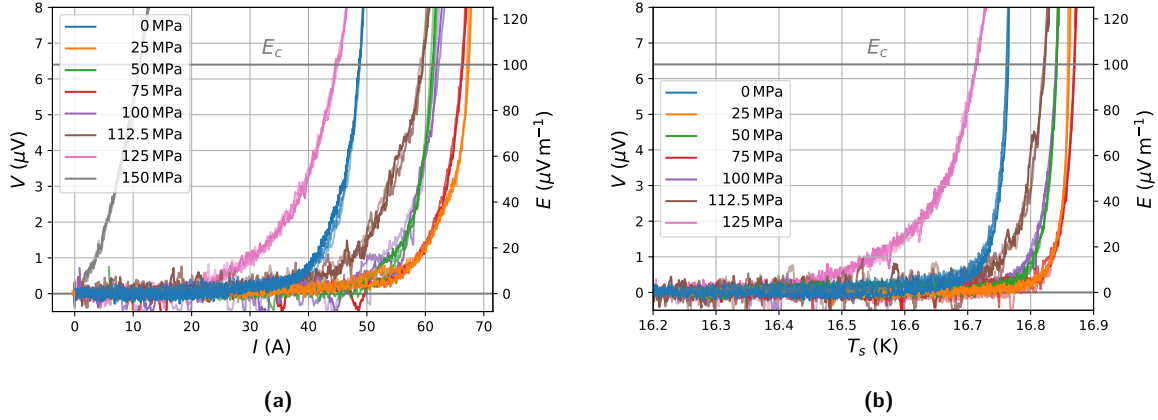 8
7
6
5
4
3
2
1
0
V (μV)
0 MPa
25 MPa
50 MPa
75 MPa
100 MPa
112.5 MPa
125 MPa
150 MPa
E_c
120
100
80
60
40
20
0
E (μV m⁻¹)
0 10 20 30 40 50 60 70
I (A)
(a)
8
7
6
5
4
3
2
1
0
V (μV)
E_c
0 MPa
25 MPa
50 MPa
75 MPa
100 MPa
112.5 MPa
125 MPa
120
100
80
60
40
20
0
E (μV m⁻¹)
16.2 16.3 16.4 16.5 16.6 16.7 16.8 16.9
T_s (K)
(b)